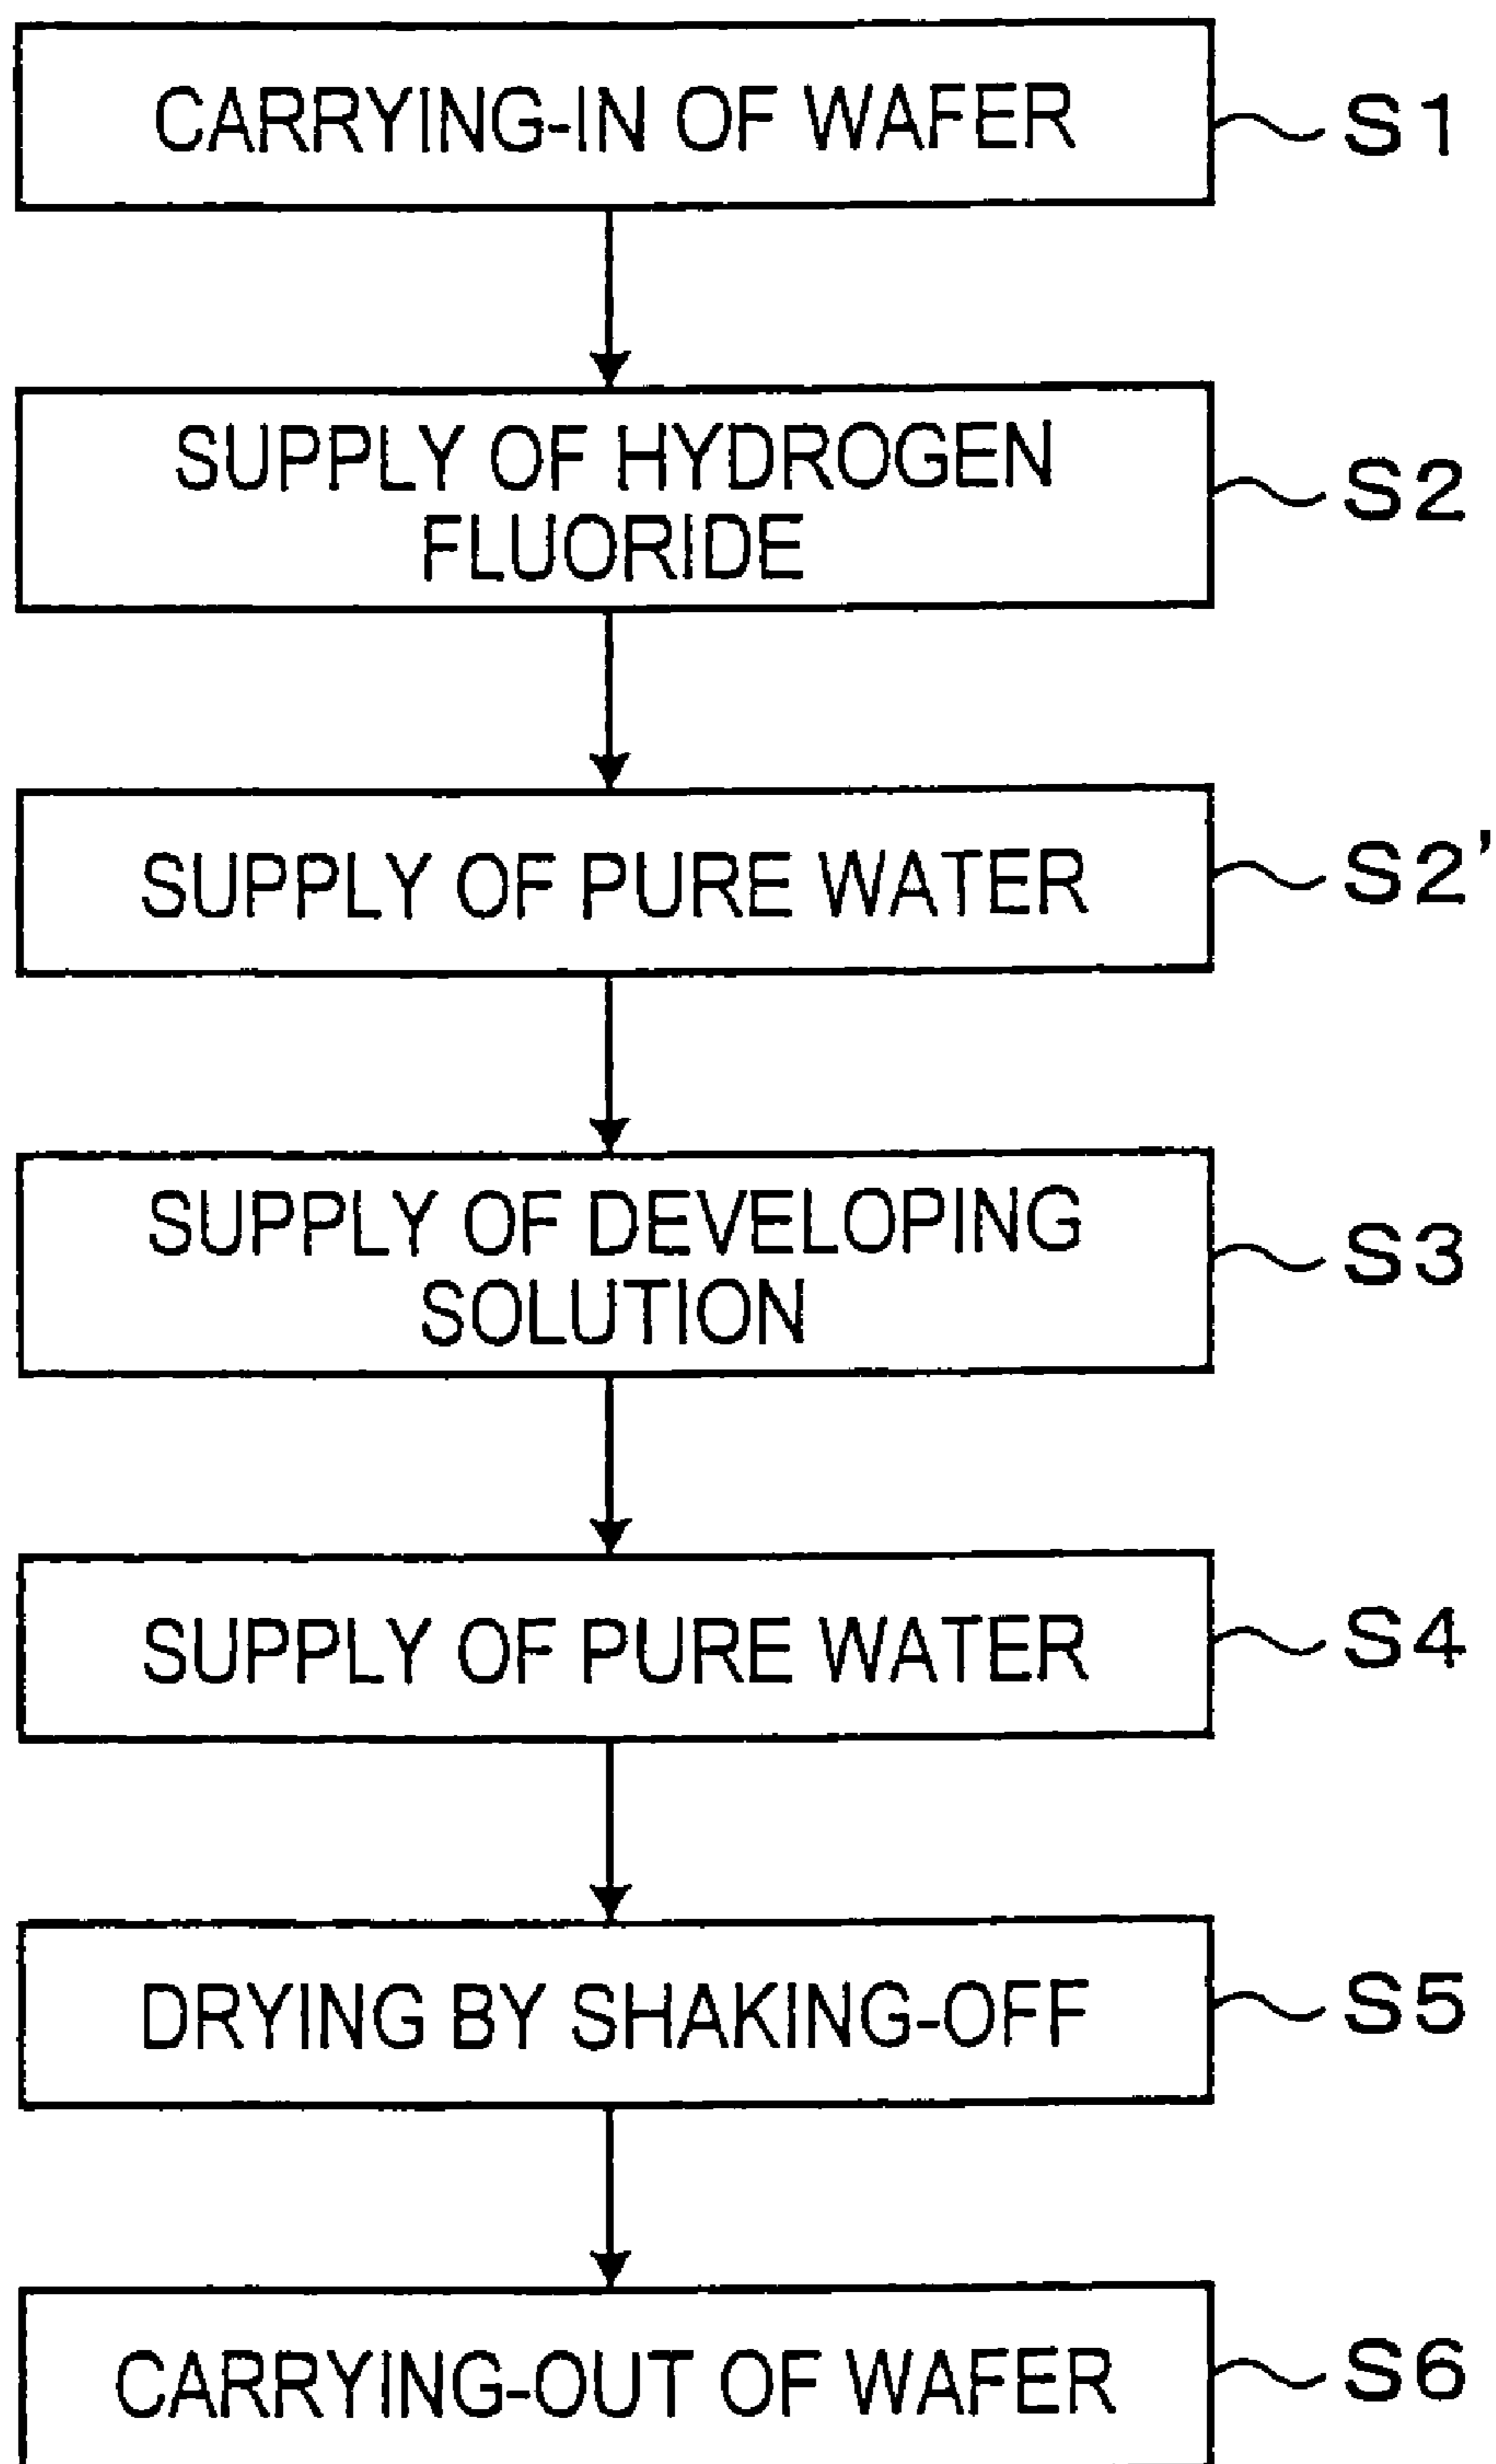 CARRYING-IN OF WAFER
S1
SUPPLY OF HYDROGEN
FLUORIDE
S2
SUPPLY OF PURE WATER
S2'
SUPPLY OF DEVELOPING
SOLUTION
S3
SUPPLY OF PURE WATER
S4
DRYING BY SHAKING-OFF
S5
CARRYING-OUT OF WAFER
S6